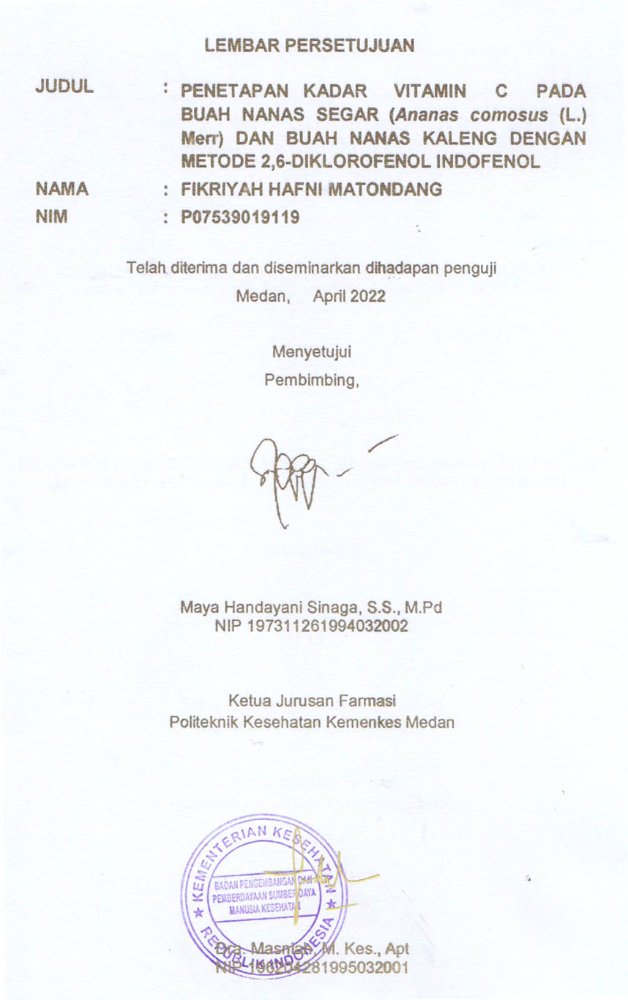 LEMBAR PERSETUJUAN
JUDUL : PENETAPAN KADAR VITAMIN C PADA
BUAH NANAS SEGAR (Ananas comosus (L.)
Merr) DAN BUAH NANAS KALENG DENGAN
METODE 2,6-DIKLOROFENOL INDOFENOL
NAMA : FIKRIYAH HAFNI MATONDANG
NIM : P07539019119
Telah diterima dan diseminarkan dihadapan penguji
Medan, April 2022
Menyetujui
Pembimbing,
Maya Handayani Sinaga, S.S., M.Pd
NIP 197311261994032002
Ketua Jurusan Farmasi
Politeknik Kesehatan Kemenkes Medan
KEMENTERIAN KESEHATAN
BADAN PENGEMBANGAN DAN
PEMBERDAYAAN SUMBER DAYA
MANUSIA KESEHATAN
REPUBLIK INDONESIA
Dra. Masniah, M. Kes., Apt
NIP 196204281995032001